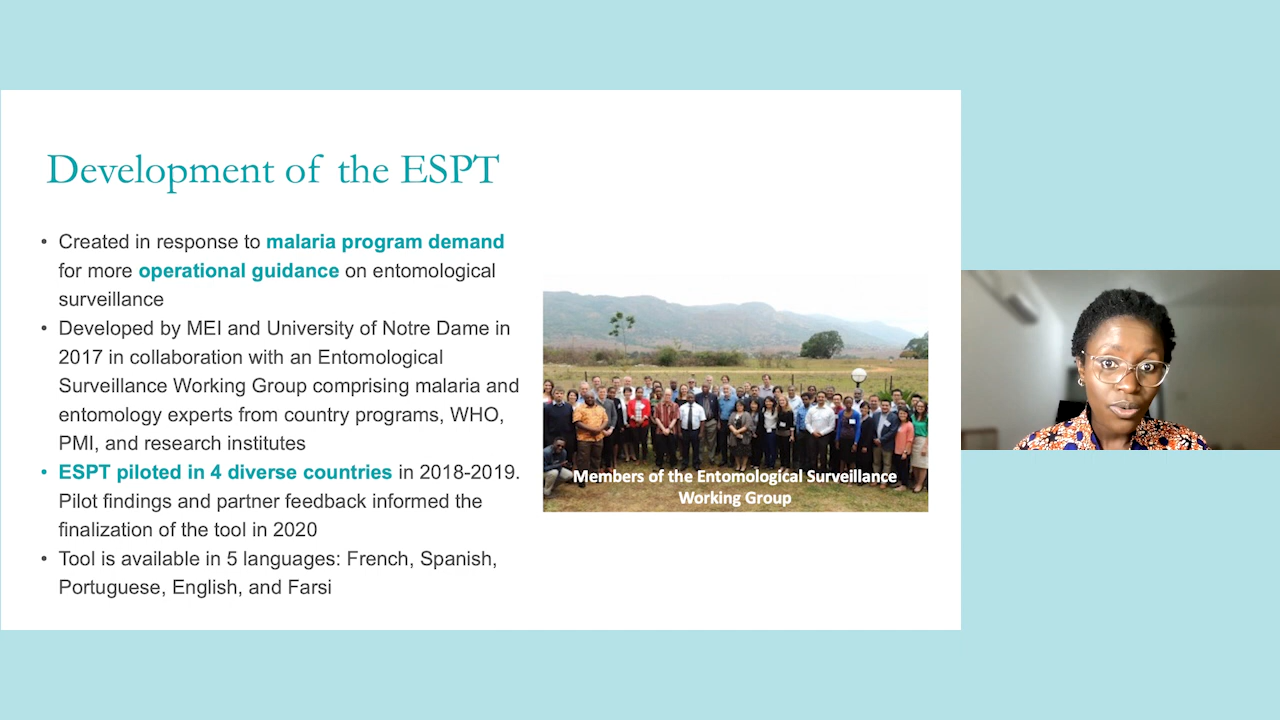 Development of the ESPT
• Created in response to malaria program demand
for more operational guidance on entomological
surveillance
• Developed by MEI and University of Notre Dame in
2017 in collaboration with an Entomological
Surveillance Working Group comprising malaria and
entomology experts from country programs, WHO,
PMI, and research institutes
• ESPT piloted in 4 diverse countries in 2018-2019.
Pilot findings and partner feedback informed the
finalization of the tool in 2020
• Tool is available in 5 languages: French, Spanish,
Portuguese, English, and Farsi
Members of the Entomological Surveillance
Working Group